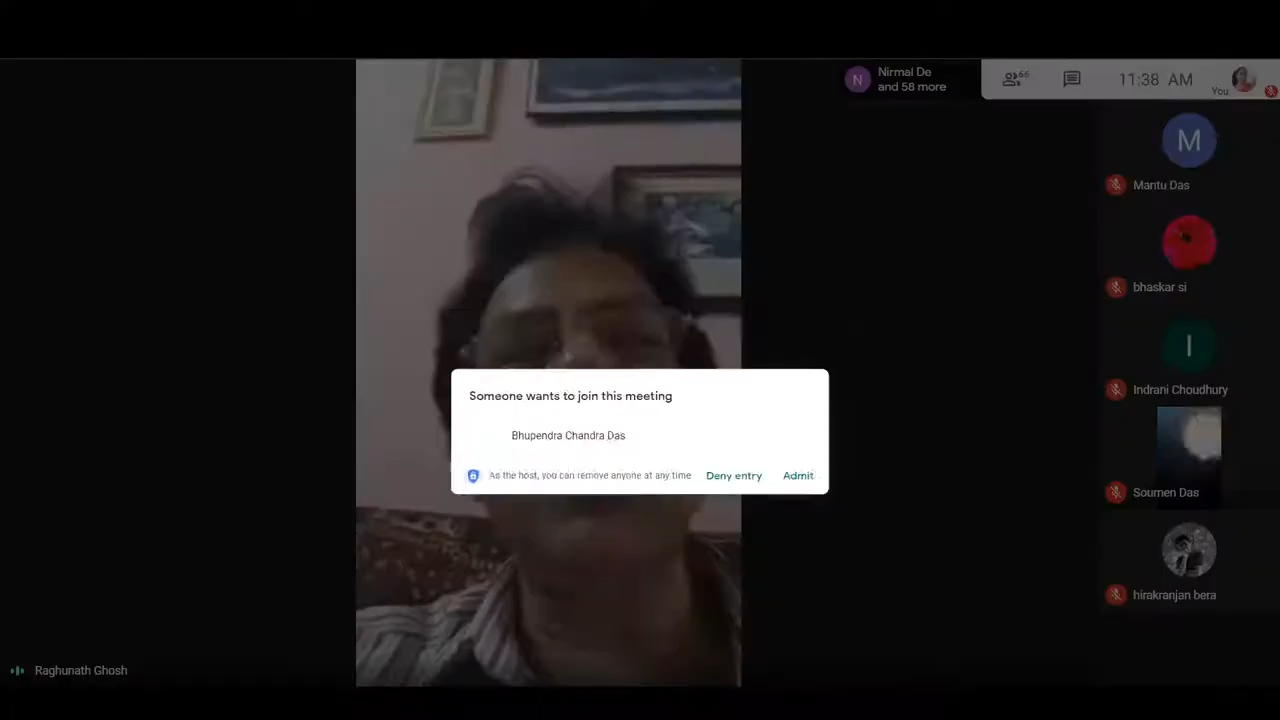 N
Nirmal De
and 58 more
66
11:38 AM
You
M
Mantu Das
bhaskar si
I
Indrani Choudhury
Soumen Das
hirakranjan bera
Someone wants to join this meeting
Bhupendra Chandra Das
As the host, you can remove anyone at any time
Deny entry
Admit
Raghunath Ghosh